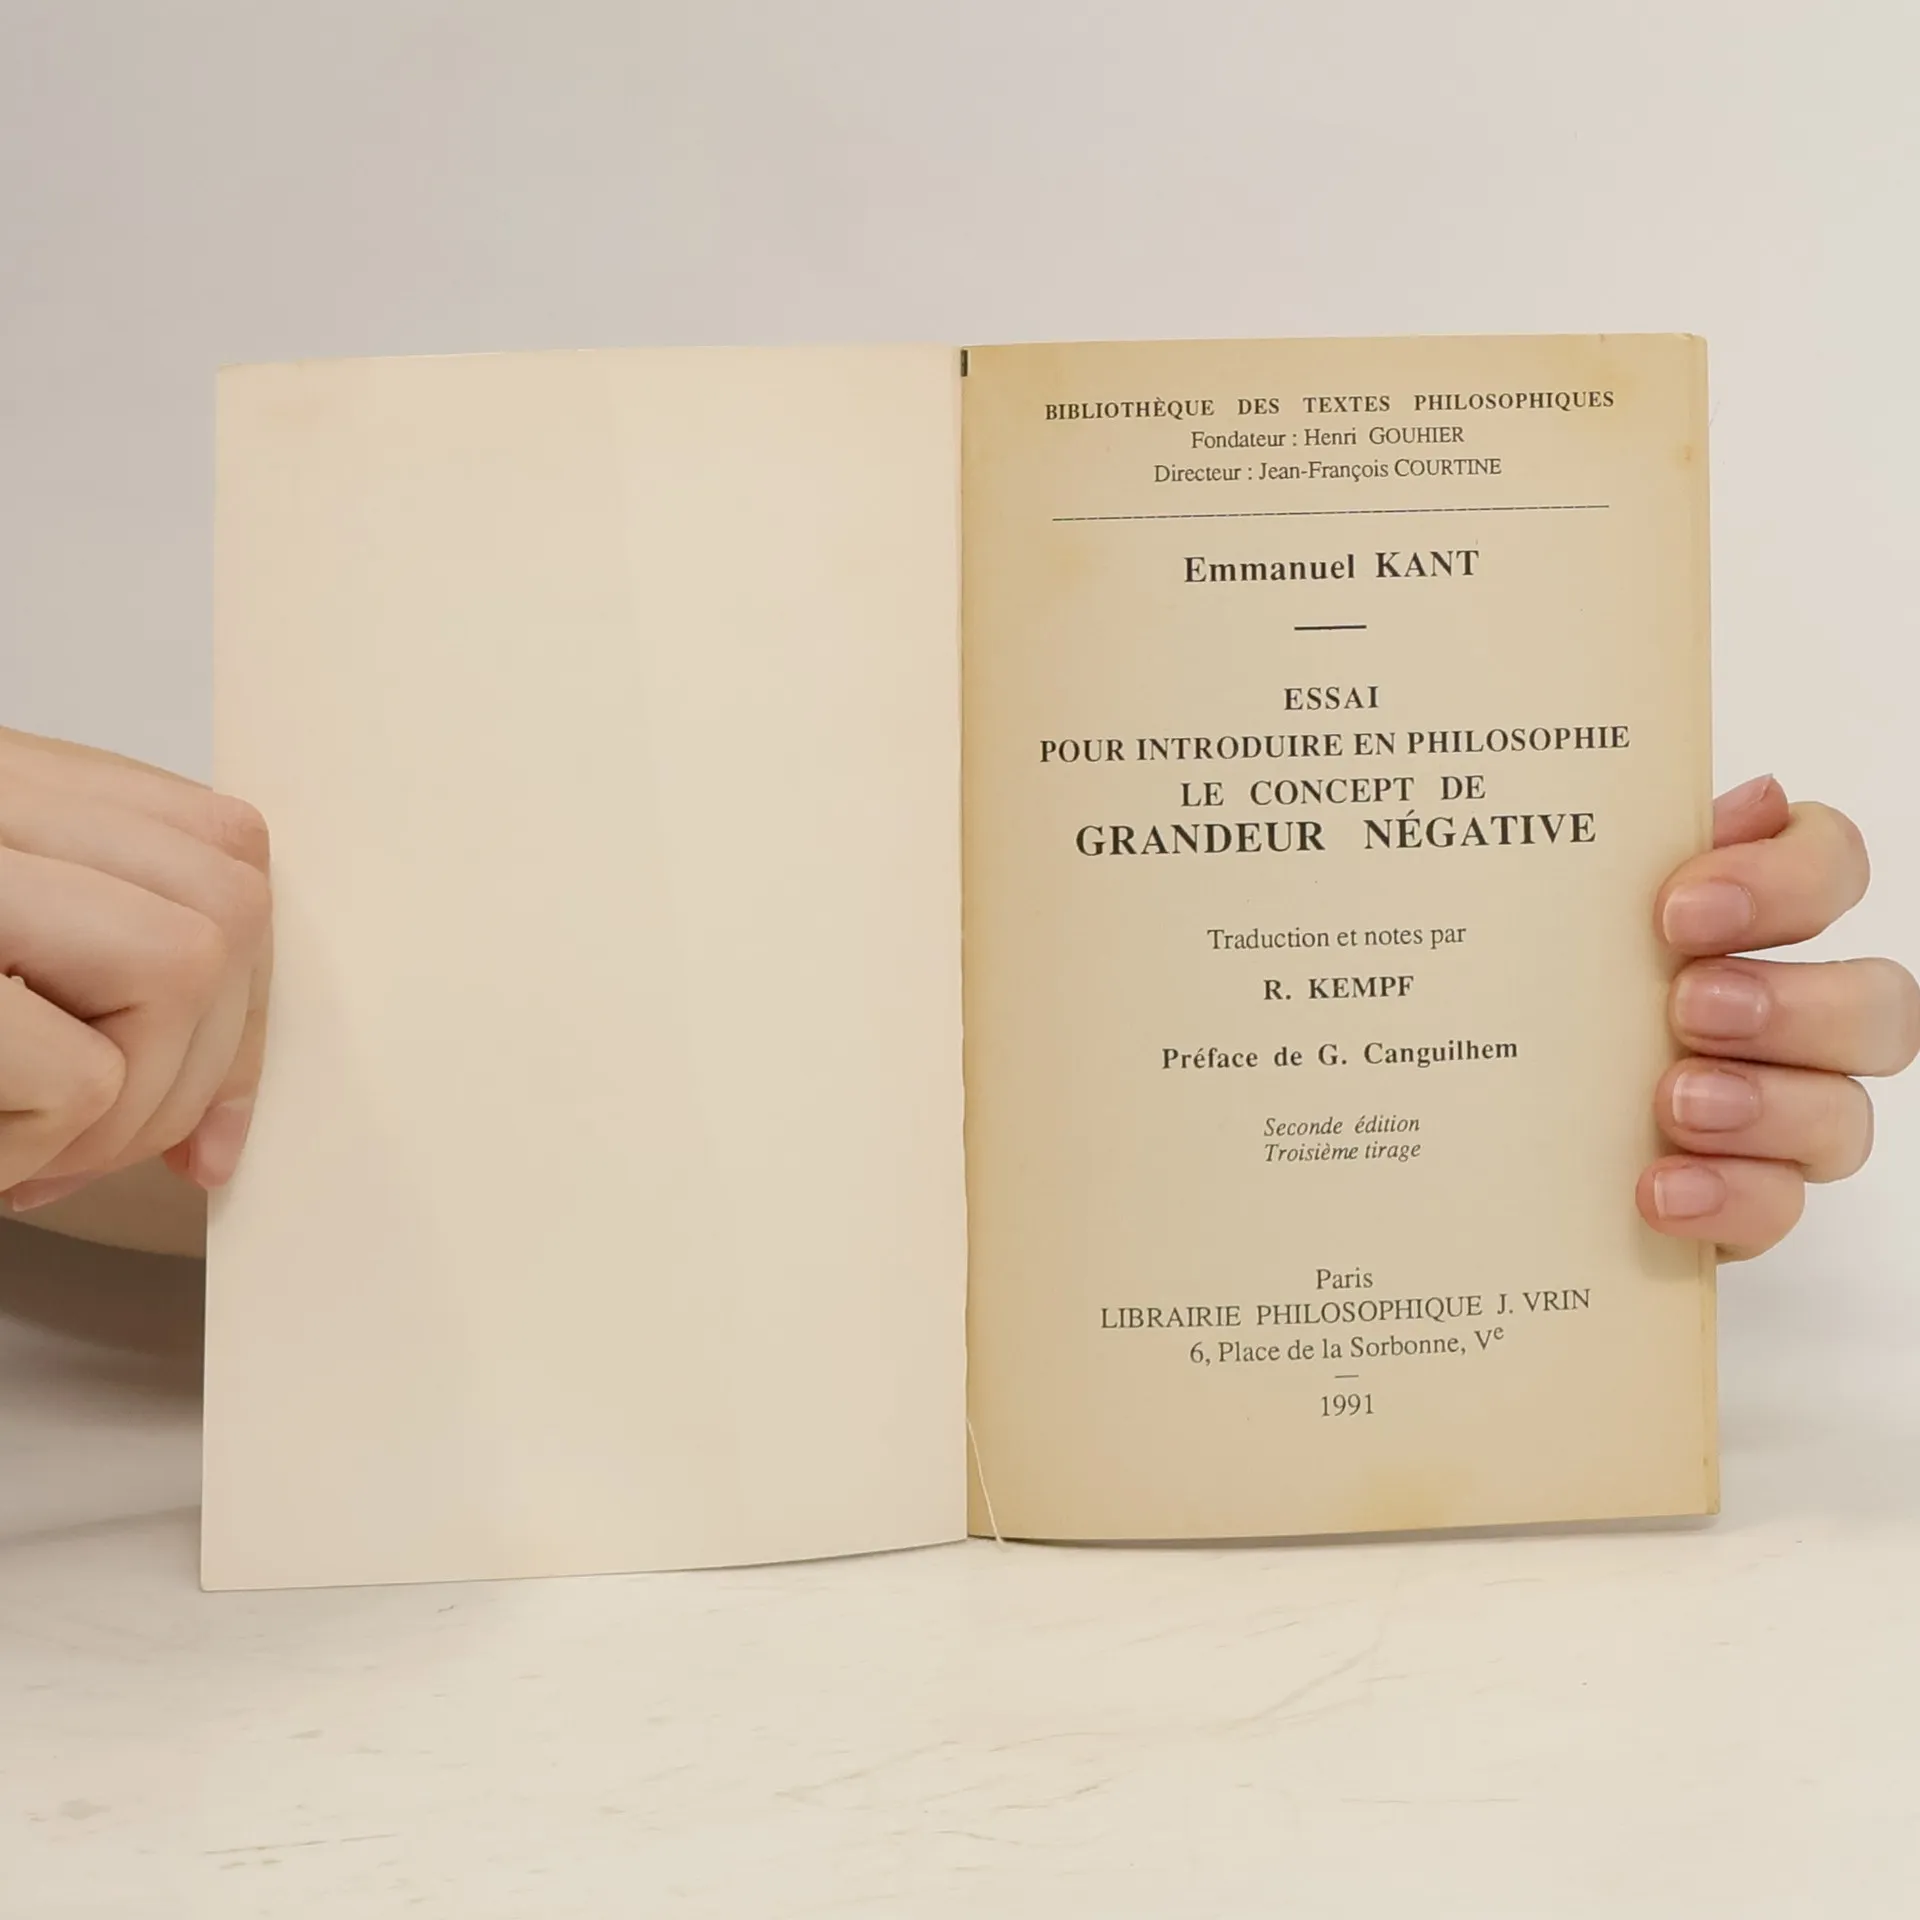 BIBLIOTHÈQUE DES TEXTES PHILOSOPHIQUES
Fondateur : Henri GOUHIER
Directeur : Jean-François COURTINE
Emmanuel KANT
ESSAI
POUR INTRODUIRE EN PHILOSOPHIE
LE CONCEPT DE
GRANDEUR NÉGATIVE
Traduction et notes par
R. KEMPF
Préface de G. Canguilhem
Seconde édition
Troisième tirage
Paris
LIBRAIRIE PHILOSOPHIQUE J. VRIN
6, Place de la Sorbonne, Ve
1991